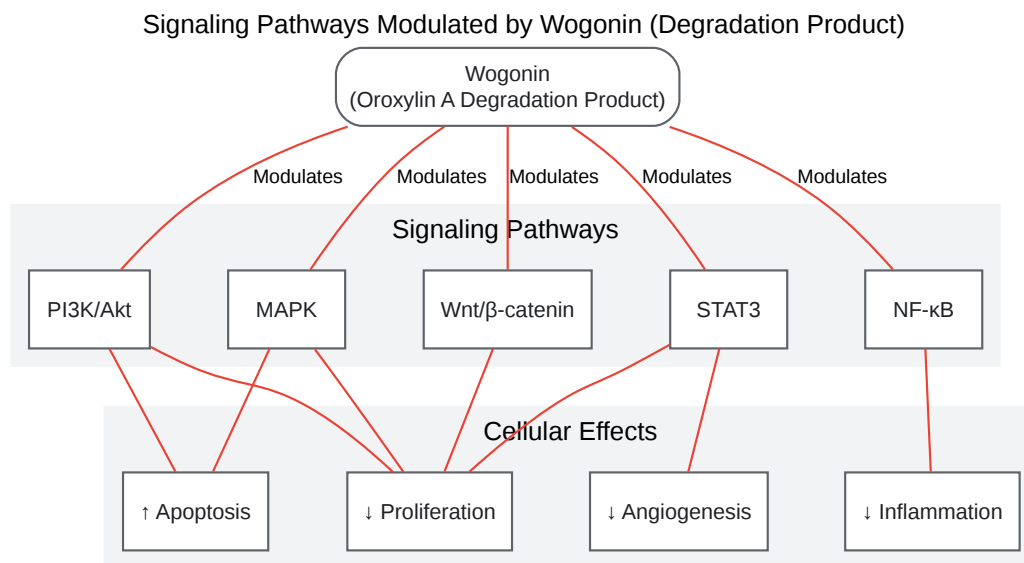 Signaling Pathways Modulated by Wogonin (Degradation Product)
Wogonin
(Oroxylin A Degradation Product)
Modulates
Modulates
Modulates
Modulates
Modulates
Signaling Pathways
PI3K/Akt
MAPK
Wnt/β-catenin
STAT3
NF-κB
Cellular Effects
↑ Apoptosis
↓ Proliferation
↓ Angiogenesis
↓ Inflammation